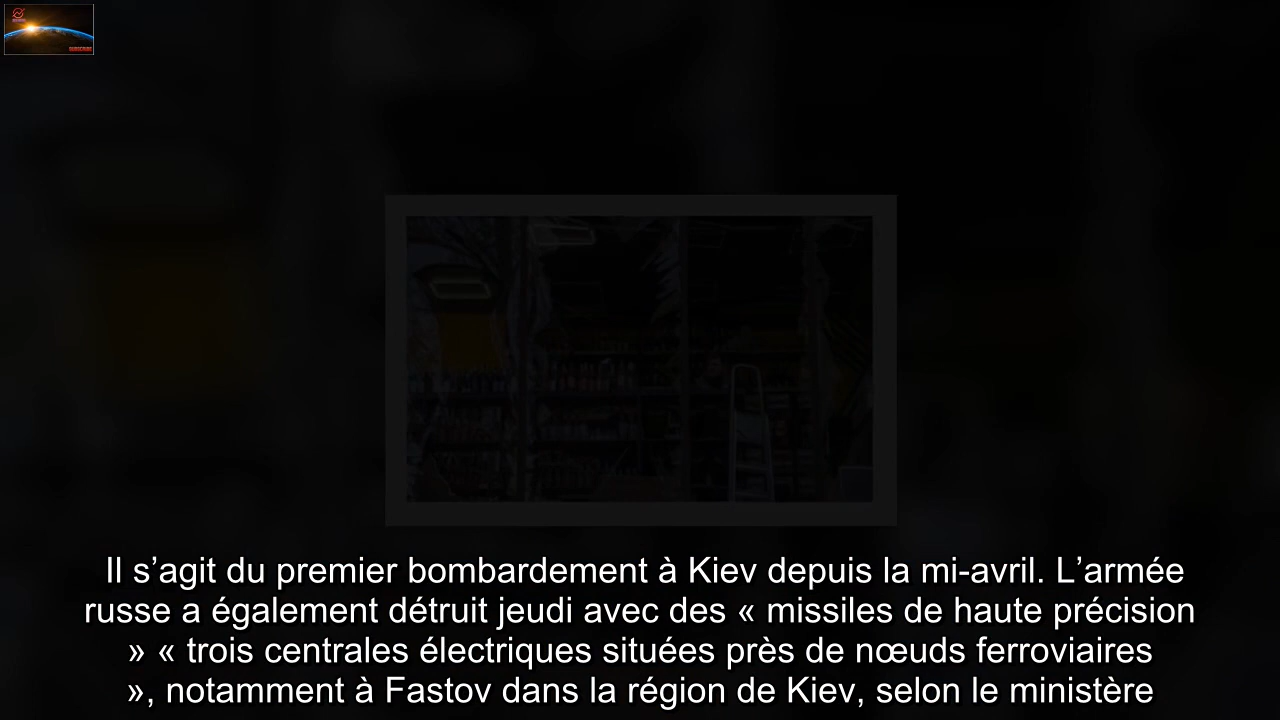 Il s’agit du premier bombardement à Kiev depuis la mi-avril. L’armée
russe a également détruit jeudi avec des « missiles de haute précision
» « trois centrales électriques situées près de nœuds ferroviaires
», notamment à Fastov dans la région de Kiev, selon le ministère